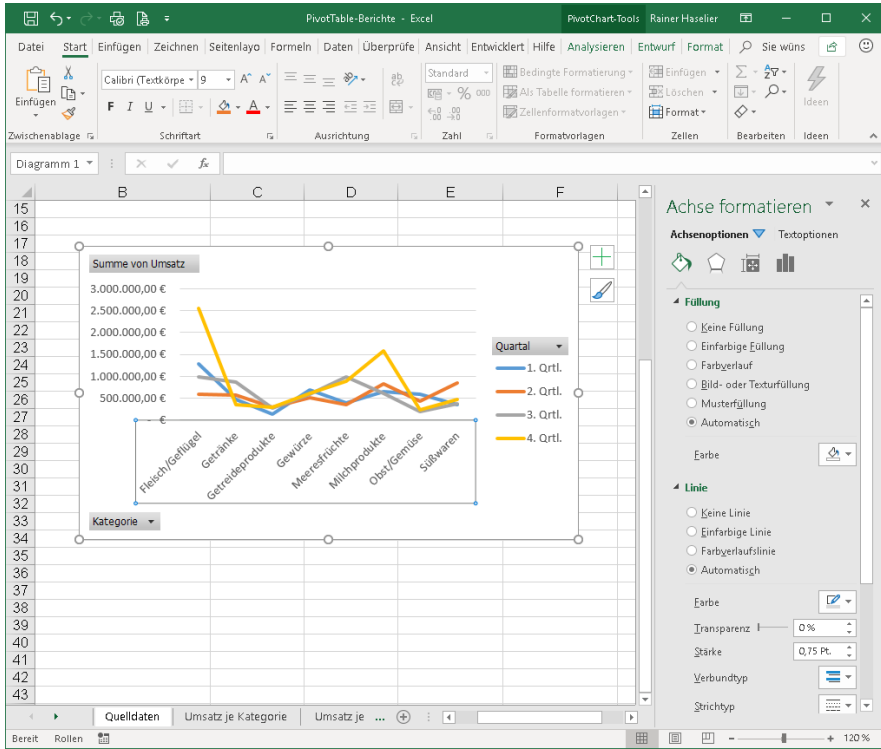 PivotTable-Berichte - Excel
PivotChart-Tools
Rainer Haselier
Datei Start Einfügen Zeichnen Seitenlayo Formeln Daten Überprüfe Ansicht Entwicklert Hilfe Analysieren Entwurf Format Sie wüns
Einfügen
Calibri (Textkörpe 9
F I U
Standard
% 000
Bedingte Formatierung
Als Tabelle formatieren
Zellenformatvorlagen
Einfügen
Löschen
Format
Ideen
Zwischenablage Schriftart Ausrichtung Zahl Formatvorlagen Zellen Bearbeiten Ideen
Diagramm 1 fx
B C D E F
15
16
17
18
19
20
21
22
23
24
25
26
27
28
29
30
31
32
33
34
35
36
37
38
39
40
41
42
43
Summe von Umsatz
3.000.000,00 €
2.500.000,00 €
2.000.000,00 €
1.500.000,00 €
1.000.000,00 €
500.000,00 €
- €
Fleisch/Geflügel
Getränke
Getreideprodukte
Gewürze
Meeresfrüchte
Milchprodukte
Obst/Gemüse
Süßwaren
Kategorie
Quartal
1. Qrtl.
2. Qrtl.
3. Qrtl.
4. Qrtl.
Achse formatieren
Achsenoptionen Textoptionen
Füllung
Keine Füllung
Einfarbige Füllung
Farbverlauf
Bild- oder Texturfüllung
Musterfüllung
Automatisch
Farbe
Linie
Keine Linie
Einfarbige Linie
Farbverlaufslinie
Automatisch
Farbe
Transparenz 0 %
Stärke 0,75 Pt.
Verbundtyp
Strichtyp
Quelldaten Umsatz je Kategorie Umsatz je ...
Bereit Rollen 120 %